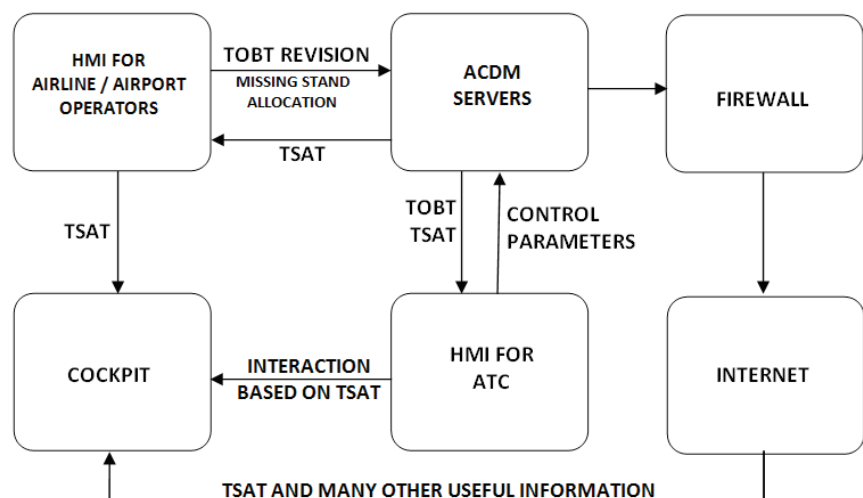 HMI FOR
AIRLINE / AIRPORT
OPERATORS
TOBT REVISION
MISSING STAND
ALLOCATION
TSAT
ACDM
SERVERS
FIREWALL
TSAT
TOBT
TSAT
CONTROL
PARAMETERS
COCKPIT
INTERACTION
BASED ON TSAT
HMI FOR
ATC
INTERNET
TSAT AND MANY OTHER USEFUL INFORMATION